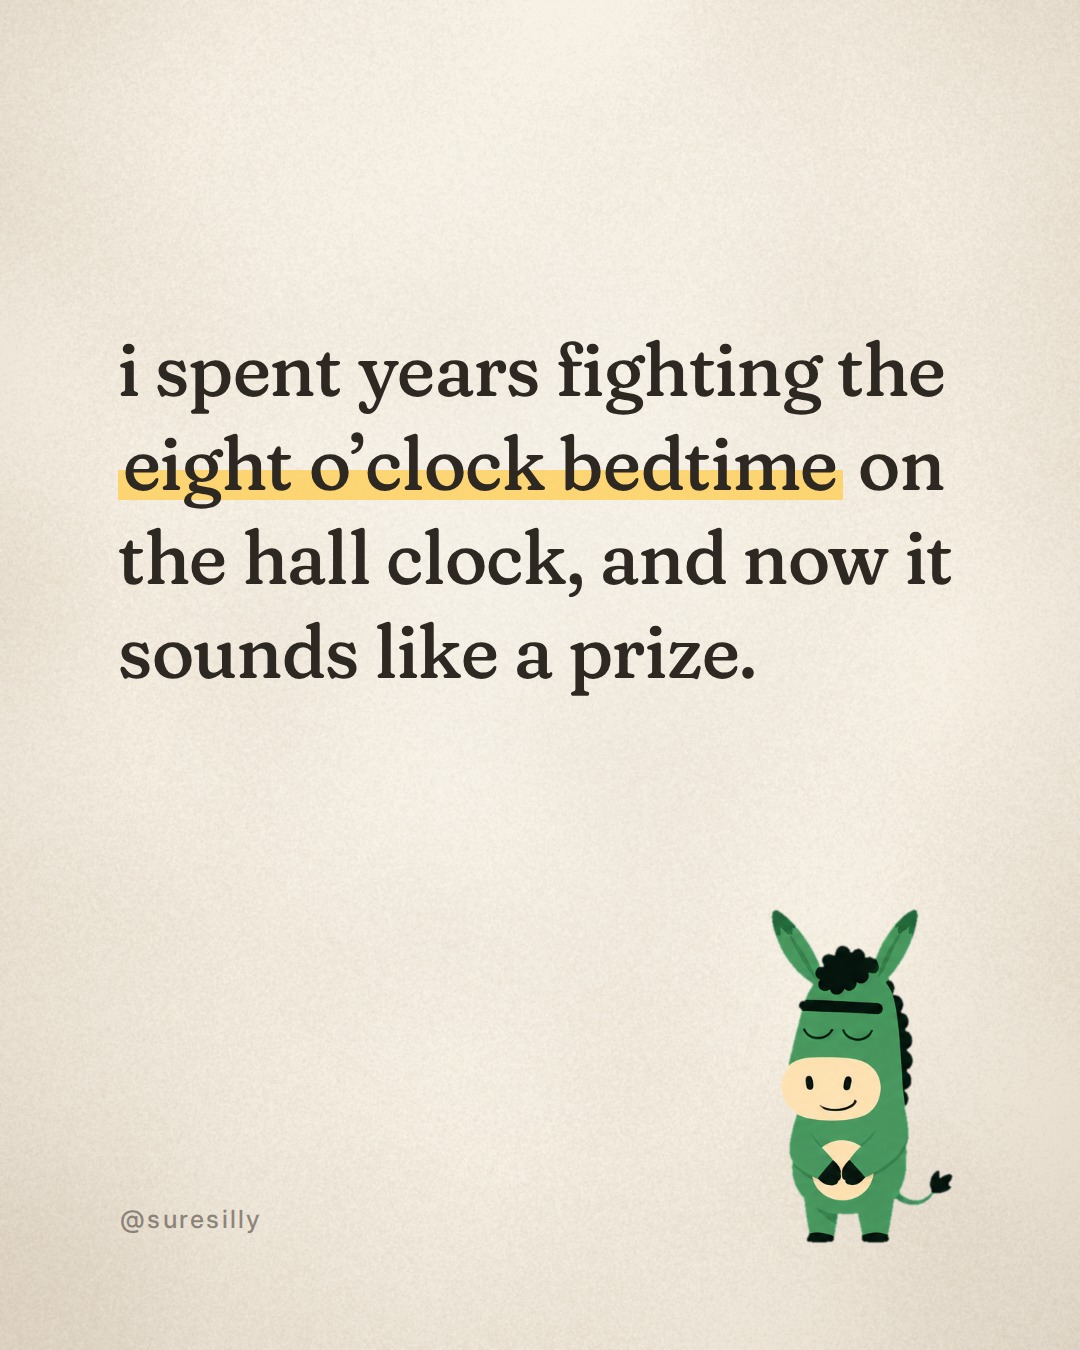 i spent years fighting the
eight o’clock bedtime on
the hall clock, and now it
sounds like a prize.
@suresilly